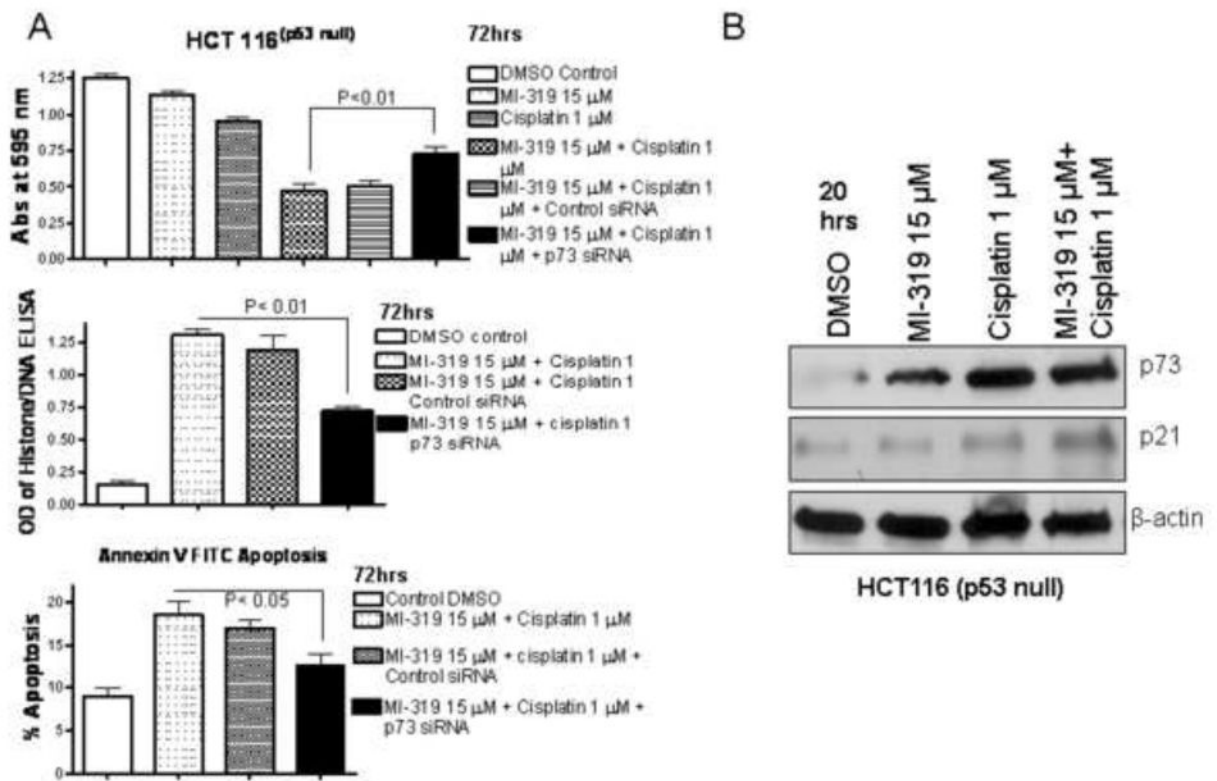 A
HCT 116(p53 null)
72hrs
DMSO Control
MI-319 15 µM
Cisplatin 1 µM
MI-319 15 µM + Cisplatin 1
µM
MI-319 15 µM + Cisplatin 1
µM + Control siRNA
MI-319 15 µM + Cisplatin 1
µM + p73 siRNA
P<0.01
Abs at 595 nm
1.25
1.00
0.75
0.50
0.25
0.00
72hrs
DMSO control
MI-319 15 µM + Cisplatin 1
MI-319 15 µM + Cisplatin 1
Control siRNA
MI-319 15 µM + cisplatin 1
p73 siRNA
P< 0.01
OD of Histone/DNA ELISA
1.25
1.00
0.75
0.50
0.25
0.00
Annexin V FITC Apoptosis
72hrs
Control DMSO
MI-319 15 µM + Cisplatin 1 µM
MI-319 15 µM + cisplatin 1 µM +
Control siRNA
MI-319 15 µM + Cisplatin 1 µM +
p73 siRNA
P< 0.05
% Apoptosis
20
15
10
5
0
B
20
hrs
DMSO
MI-319 15 µM
Cisplatin 1 µM
MI-319 15 µM+
Cisplatin 1 µM
p73
p21
β-actin
HCT116 (p53 null)